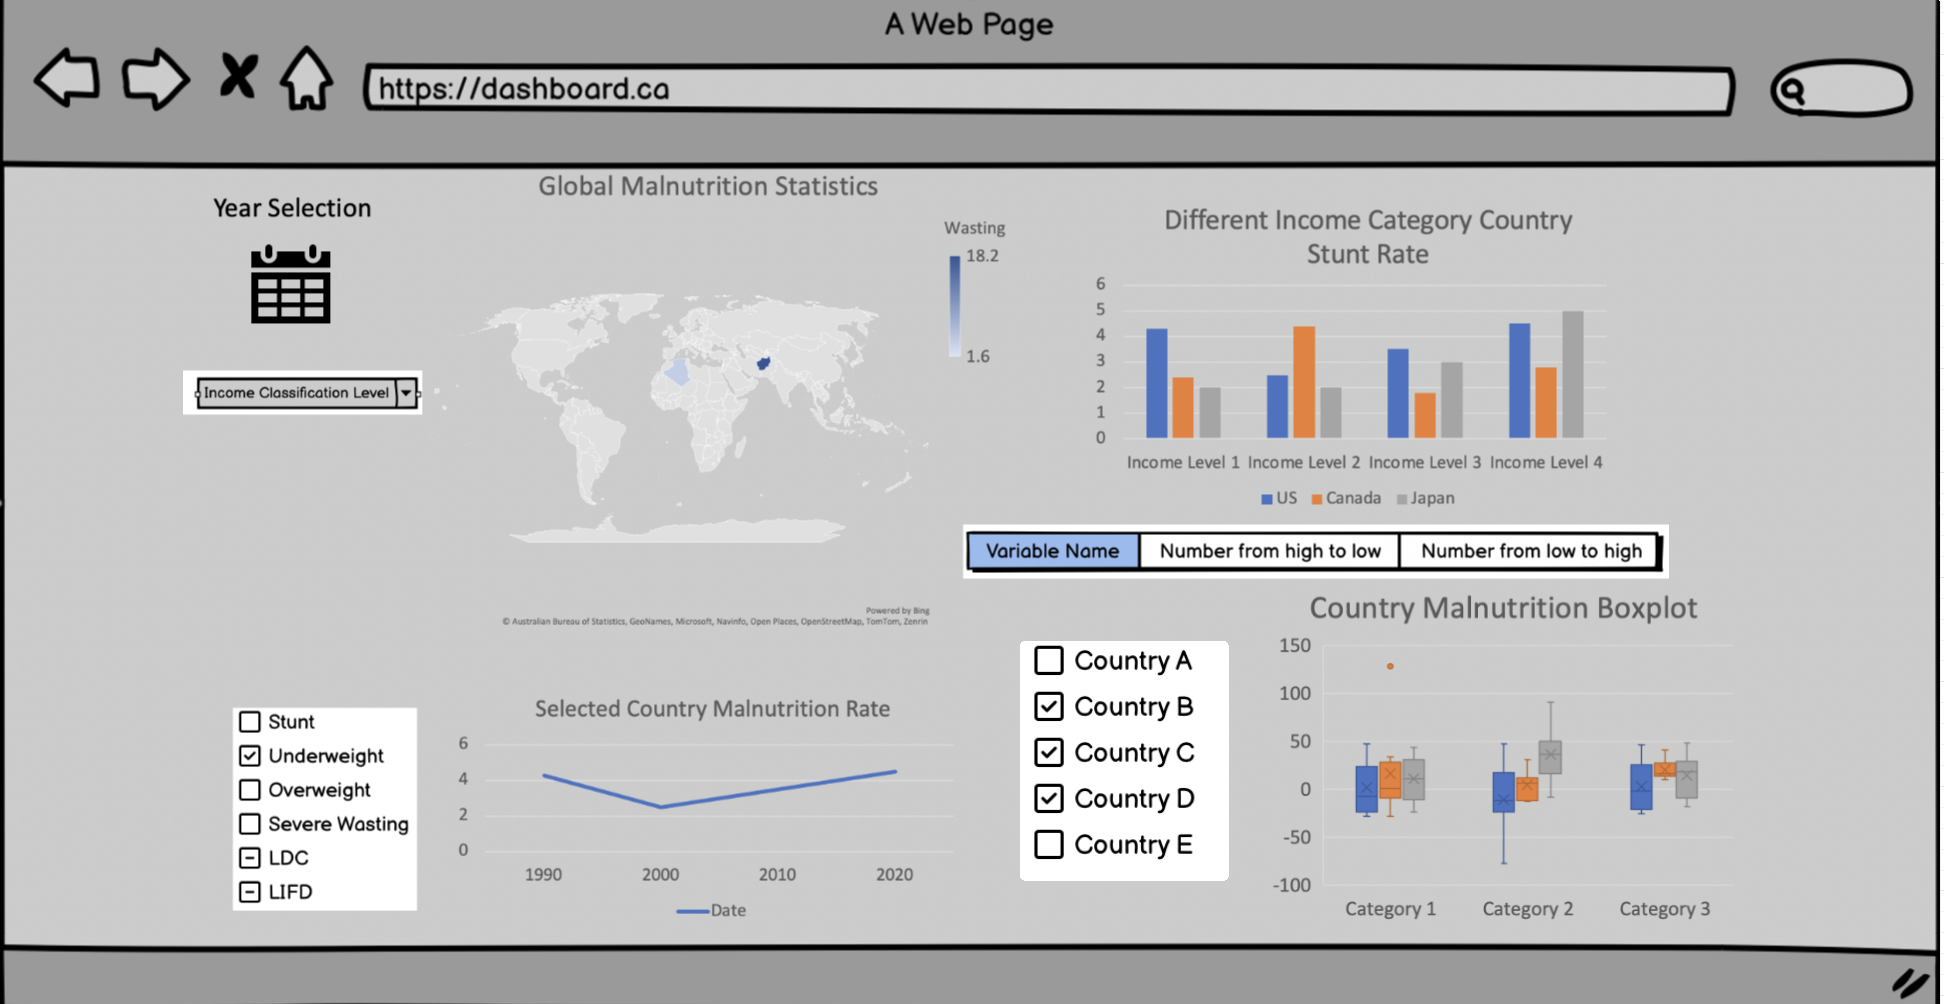 A Web Page
https://dashboard.ca
Year Selection
Income Classification Level
Global Malnutrition Statistics
Wasting
18.2
1.6
Powered by Bing
© Australian Bureau of Statistics, GeoNames, Microsoft, Navinfo, Open Places, OpenStreetMap, TomTom, Zenrin
Different Income Category Country
Stunt Rate
6
5
4
3
2
1
0
Income Level 1 Income Level 2 Income Level 3 Income Level 4
US Canada Japan
Variable Name Number from high to low Number from low to high
Stunt
Underweight
Overweight
Severe Wasting
LDC
LIFD
Selected Country Malnutrition Rate
6
4
2
0
1990 2000 2010 2020
Date
Country A
Country B
Country C
Country D
Country E
Country Malnutrition Boxplot
150
100
50
0
-50
-100
Category 1 Category 2 Category 3